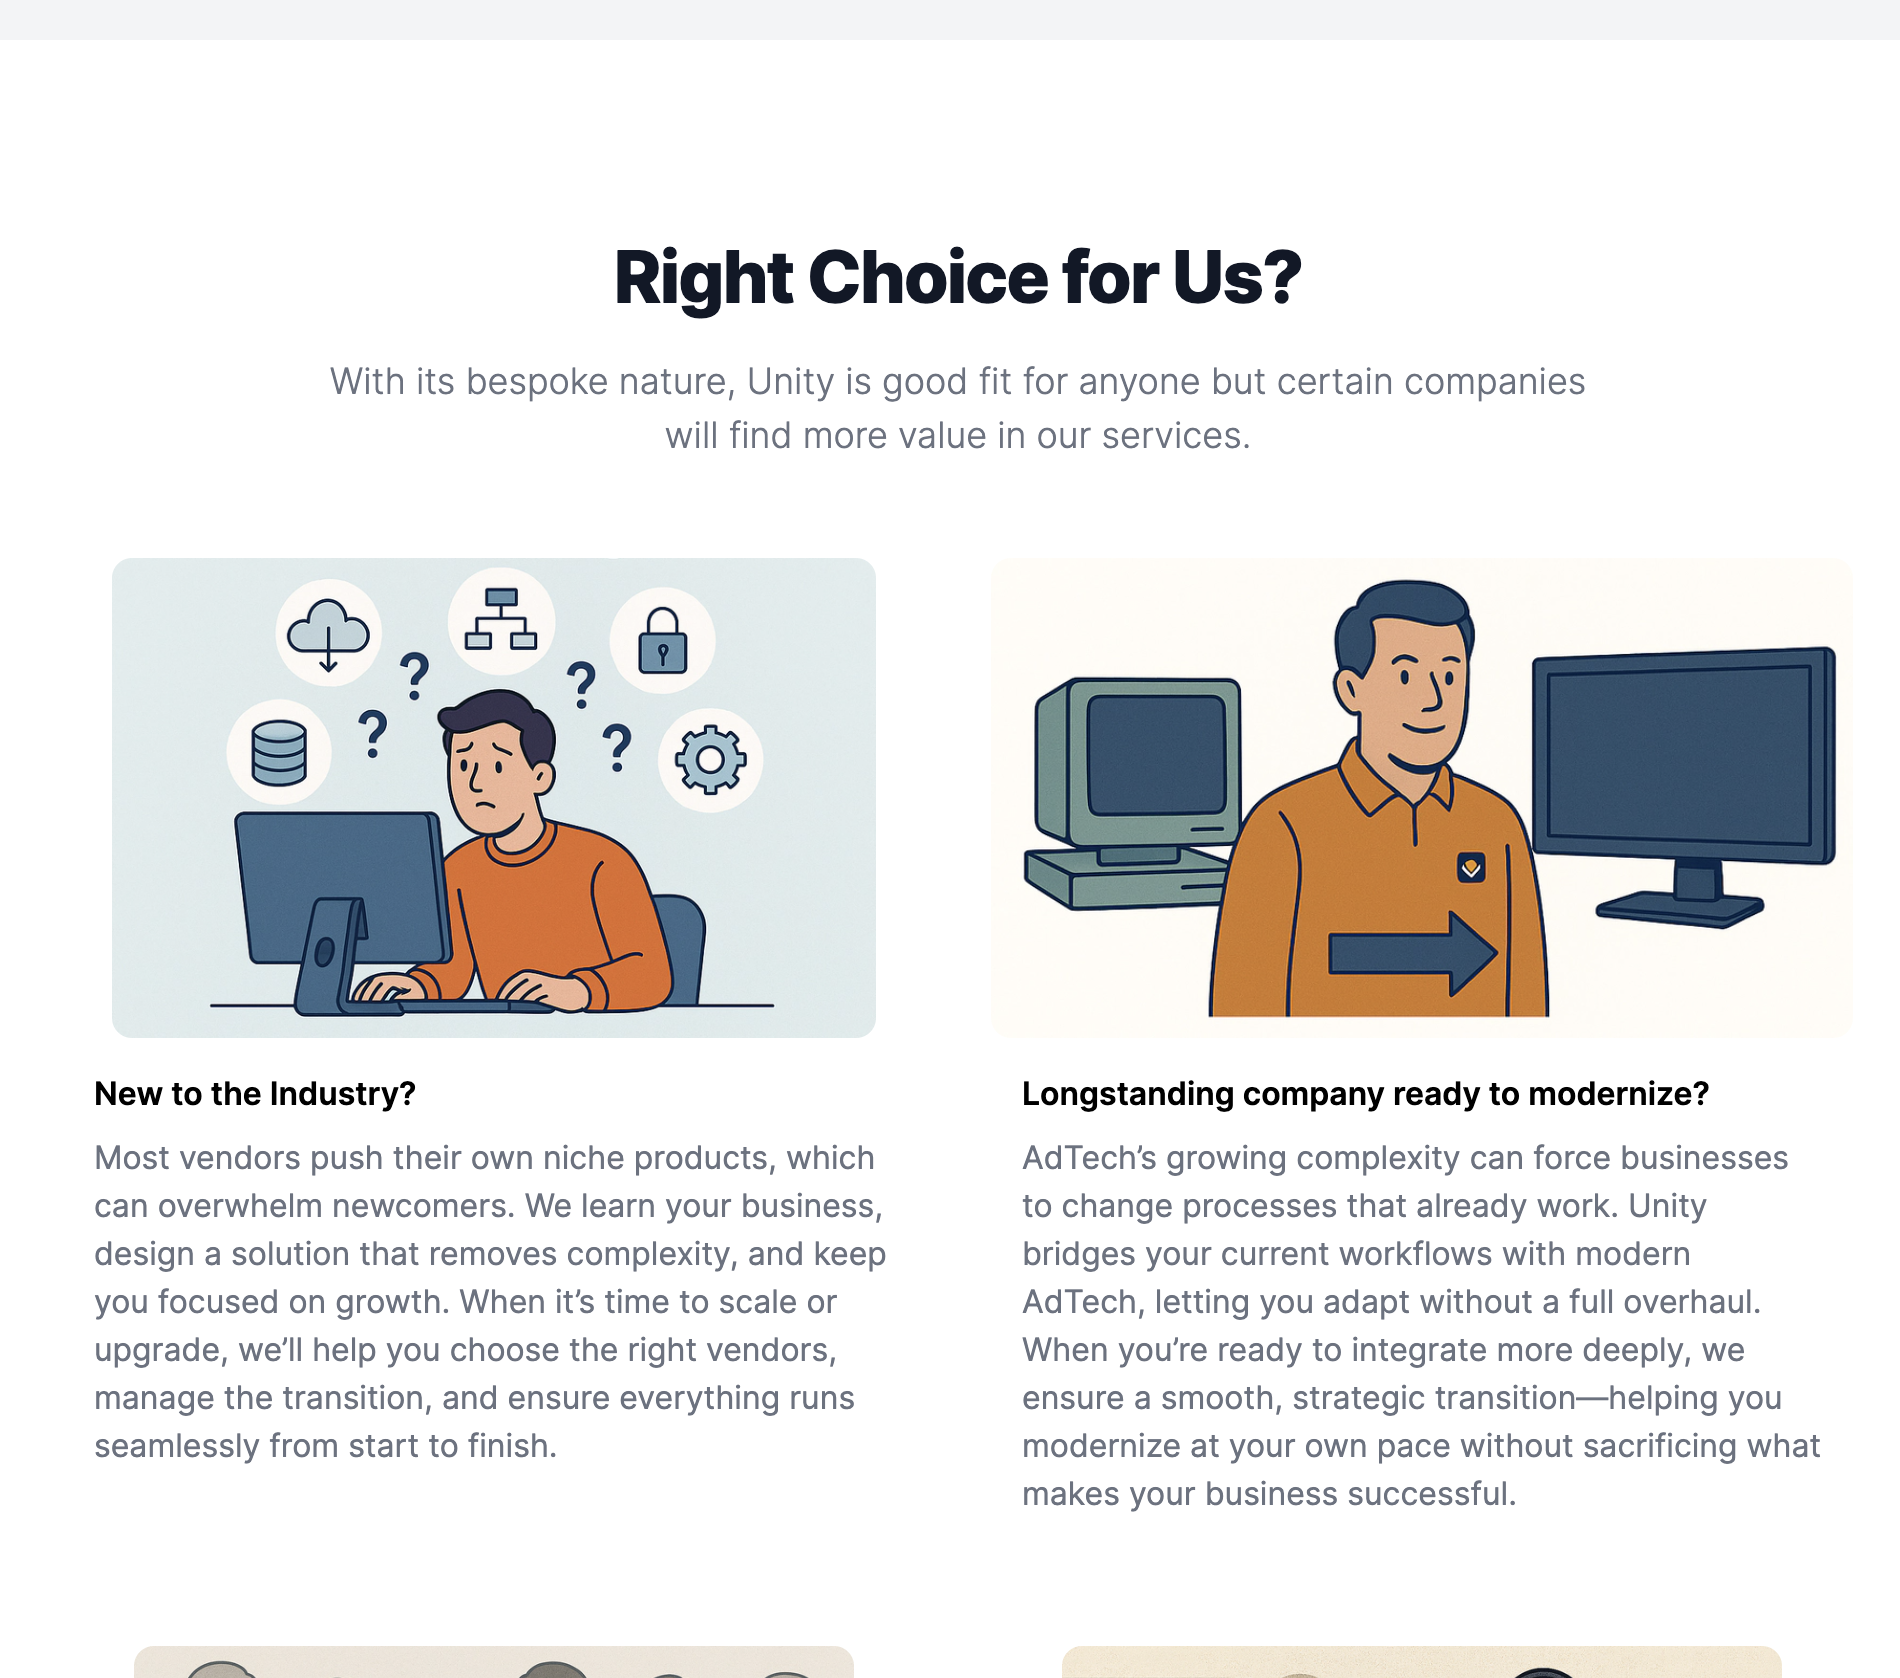 Right Choice for Us?
With its bespoke nature, Unity is good fit for anyone but certain companies
will find more value in our services.
?
?
?
?
New to the Industry?
Most vendors push their own niche products, which
can overwhelm newcomers. We learn your business,
design a solution that removes complexity, and keep
you focused on growth. When it’s time to scale or
upgrade, we’ll help you choose the right vendors,
manage the transition, and ensure everything runs
seamlessly from start to finish.
Longstanding company ready to modernize?
AdTech’s growing complexity can force businesses
to change processes that already work. Unity
bridges your current workflows with modern
AdTech, letting you adapt without a full overhaul.
When you’re ready to integrate more deeply, we
ensure a smooth, strategic transition—helping you
modernize at your own pace without sacrificing what
makes your business successful.